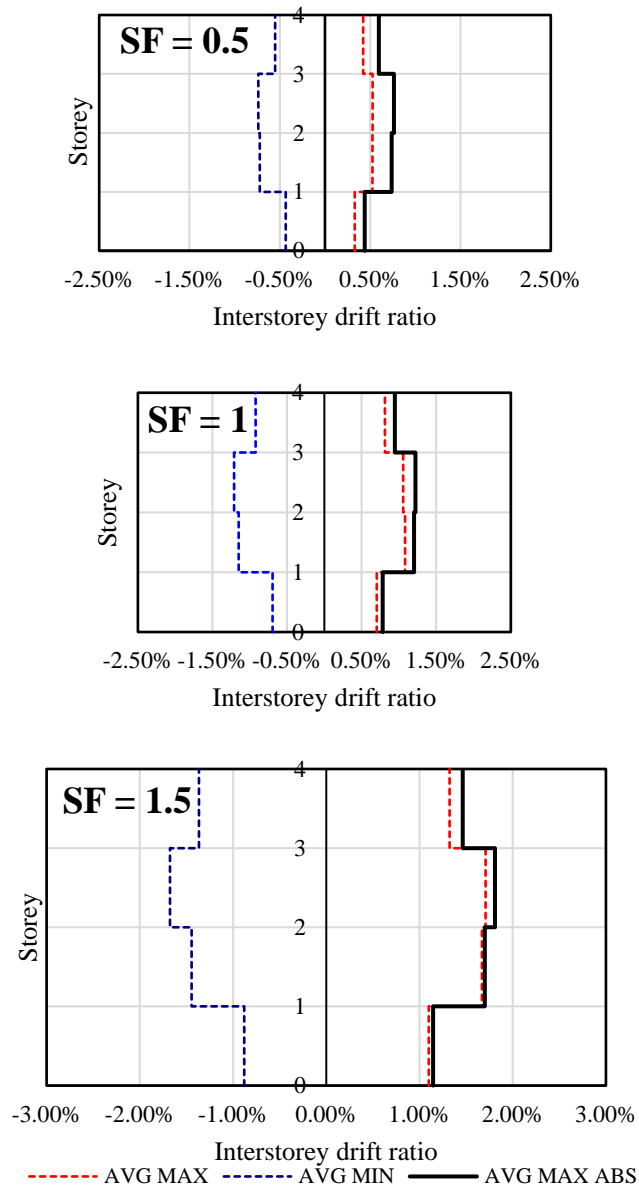 SF = 0.5
4
3
2
1
0
Storey
-2.50% -1.50% -0.50% 0.50% 1.50% 2.50%
Interstorey drift ratio
SF = 1
4
3
2
1
0
Storey
-2.50% -1.50% -0.50% 0.50% 1.50% 2.50%
Interstorey drift ratio
SF = 1.5
4
3
2
1
0
Storey
-3.00% -2.00% -1.00% 0.00% 1.00% 2.00% 3.00%
Interstorey drift ratio
AVG MAX AVG MIN AVG MAX ABS